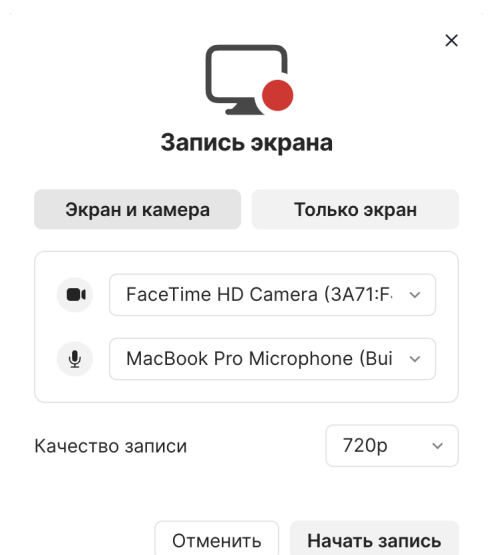 Запись экрана
Экран и камера
Только экран
FaceTime HD Camera (3A71:F
MacBook Pro Microphone (Bui
Качество записи
720p
Отменить
Начать запись